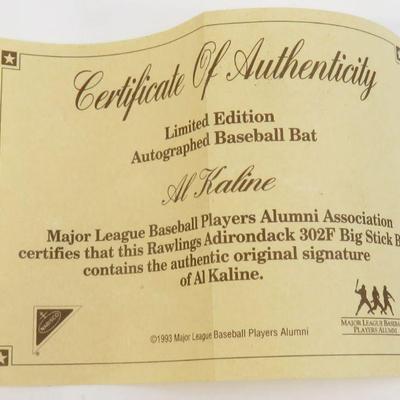 Certificate Of Authenticity
Limited Edition
Autographed Baseball Bat
Al Kaline
Major League Baseball Players Alumni Association
certifies that this Rawlings Adirondack 302F Big Stick B
contains the authentic original signature
of Al Kaline.
NABISCO
©1993 Major League Baseball Players Alumni
MAJOR LEAGUE BASEBA
PLAYERS ALUMNI